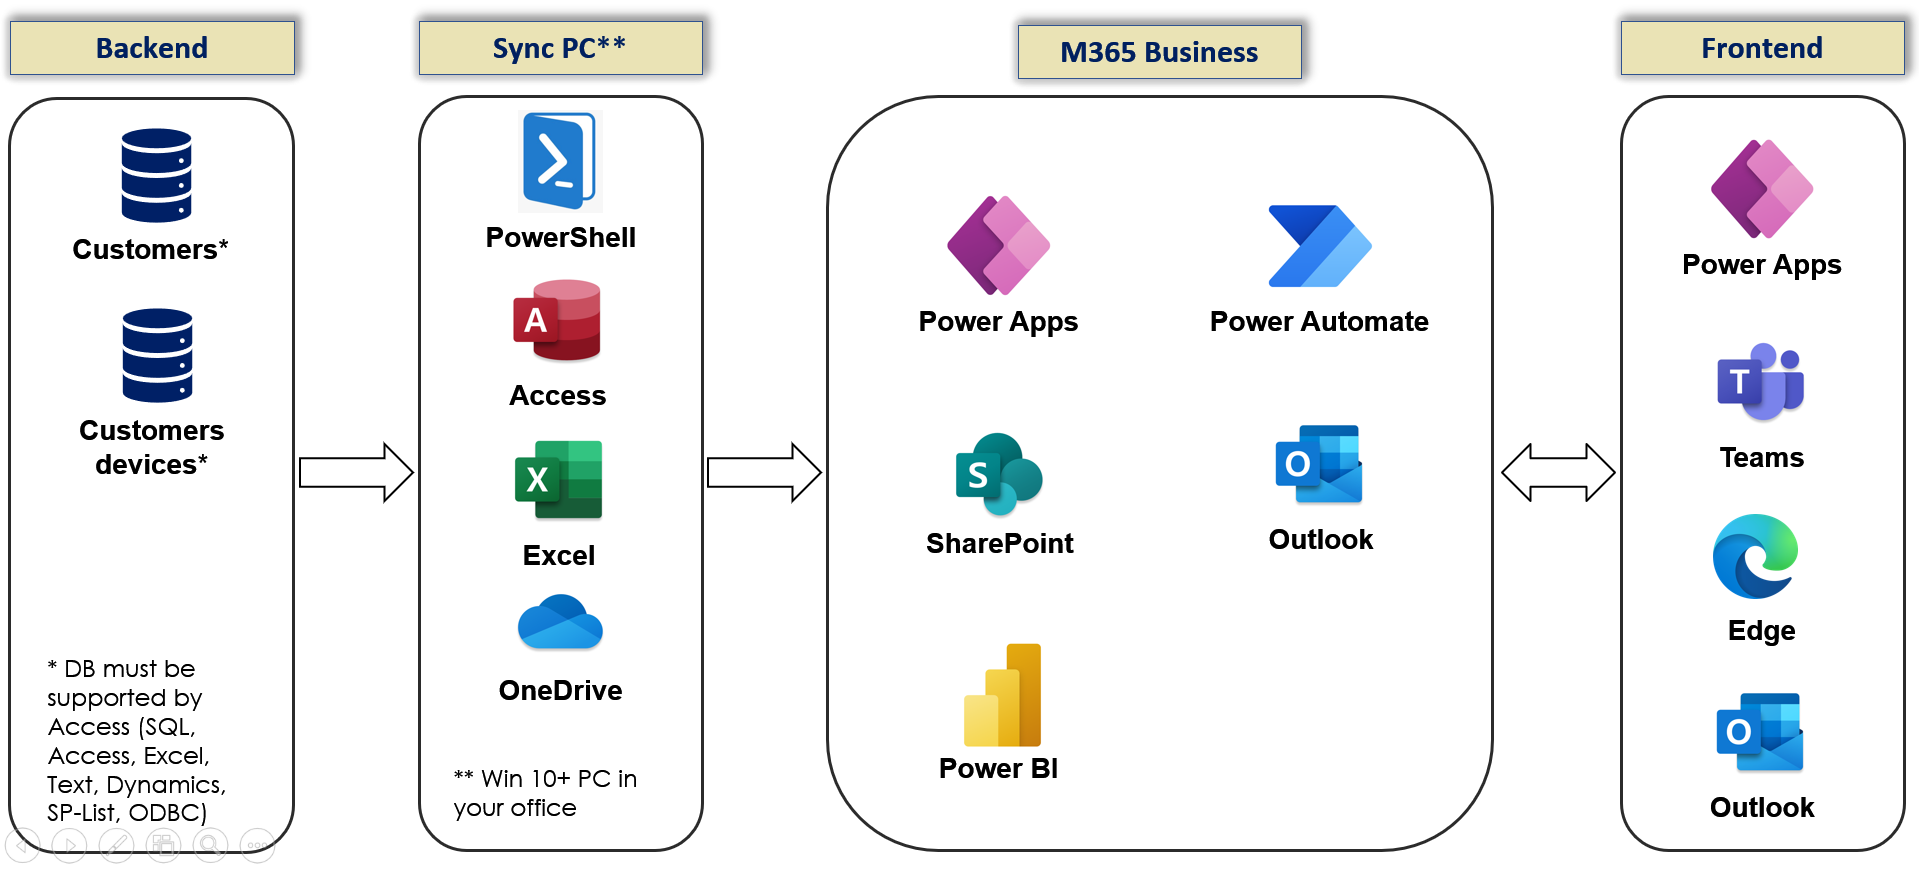 Backend
Customers*
Customers
devices*
* DB must be
supported by
Access (SQL,
Access, Excel,
Text, Dynamics,
SP-List, ODBC)
Sync PC**
PowerShell
A
Access
X
Excel
OneDrive
** Win 10+ PC in
your office
M365 Business
Power Apps
Power Automate
S
SharePoint
O
Outlook
Power BI
Frontend
Power Apps
T
Teams
Edge
O
Outlook